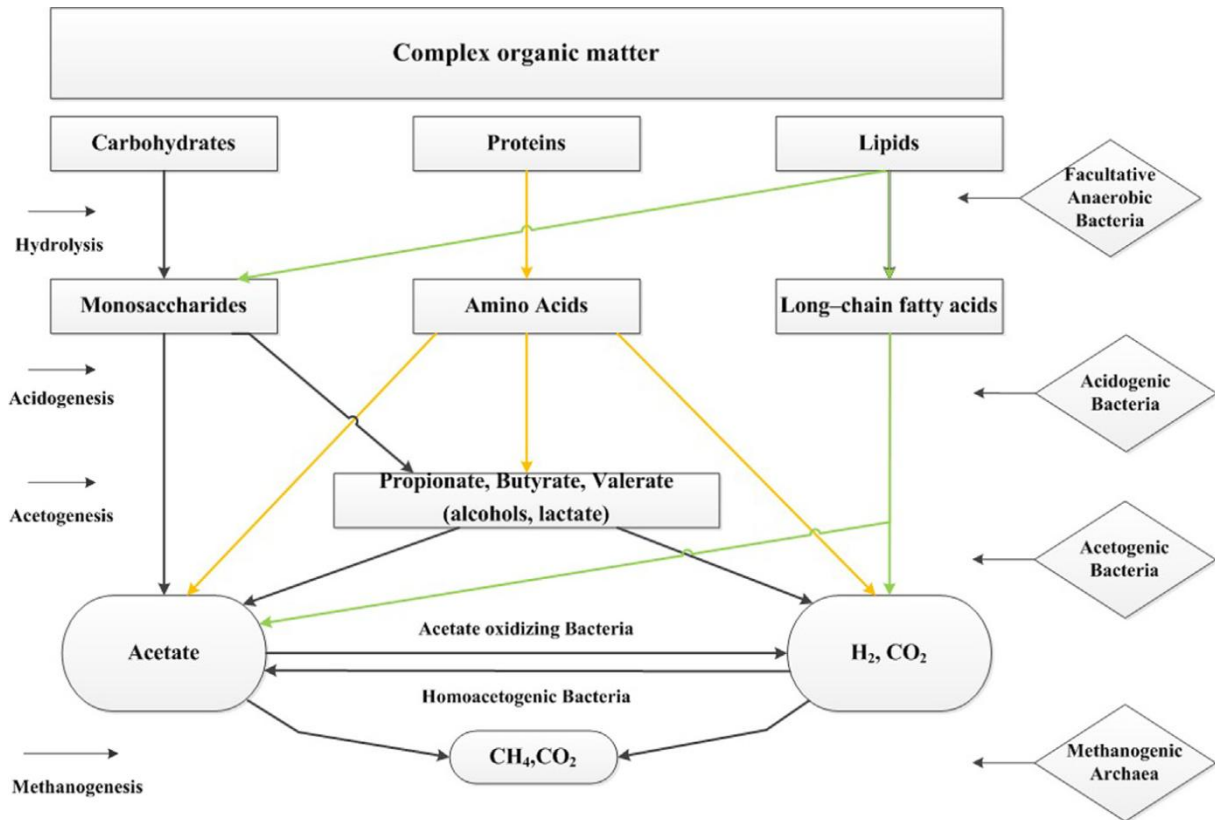 Complex organic matter
Carbohydrates
Proteins
Lipids
Facultative
Anaerobic
Bacteria
Hydrolysis
Monosaccharides
Amino Acids
Long–chain fatty acids
Acidogenesis
Acidogenic
Bacteria
Acetogenesis
Propionate, Butyrate, Valerate
(alcohols, lactate)
Acetogenic
Bacteria
Acetate oxidizing Bacteria
Acetate
H₂, CO₂
Homoacetogenic Bacteria
CH₄,CO₂
Methanogenesis
Methanogenic
Archaea